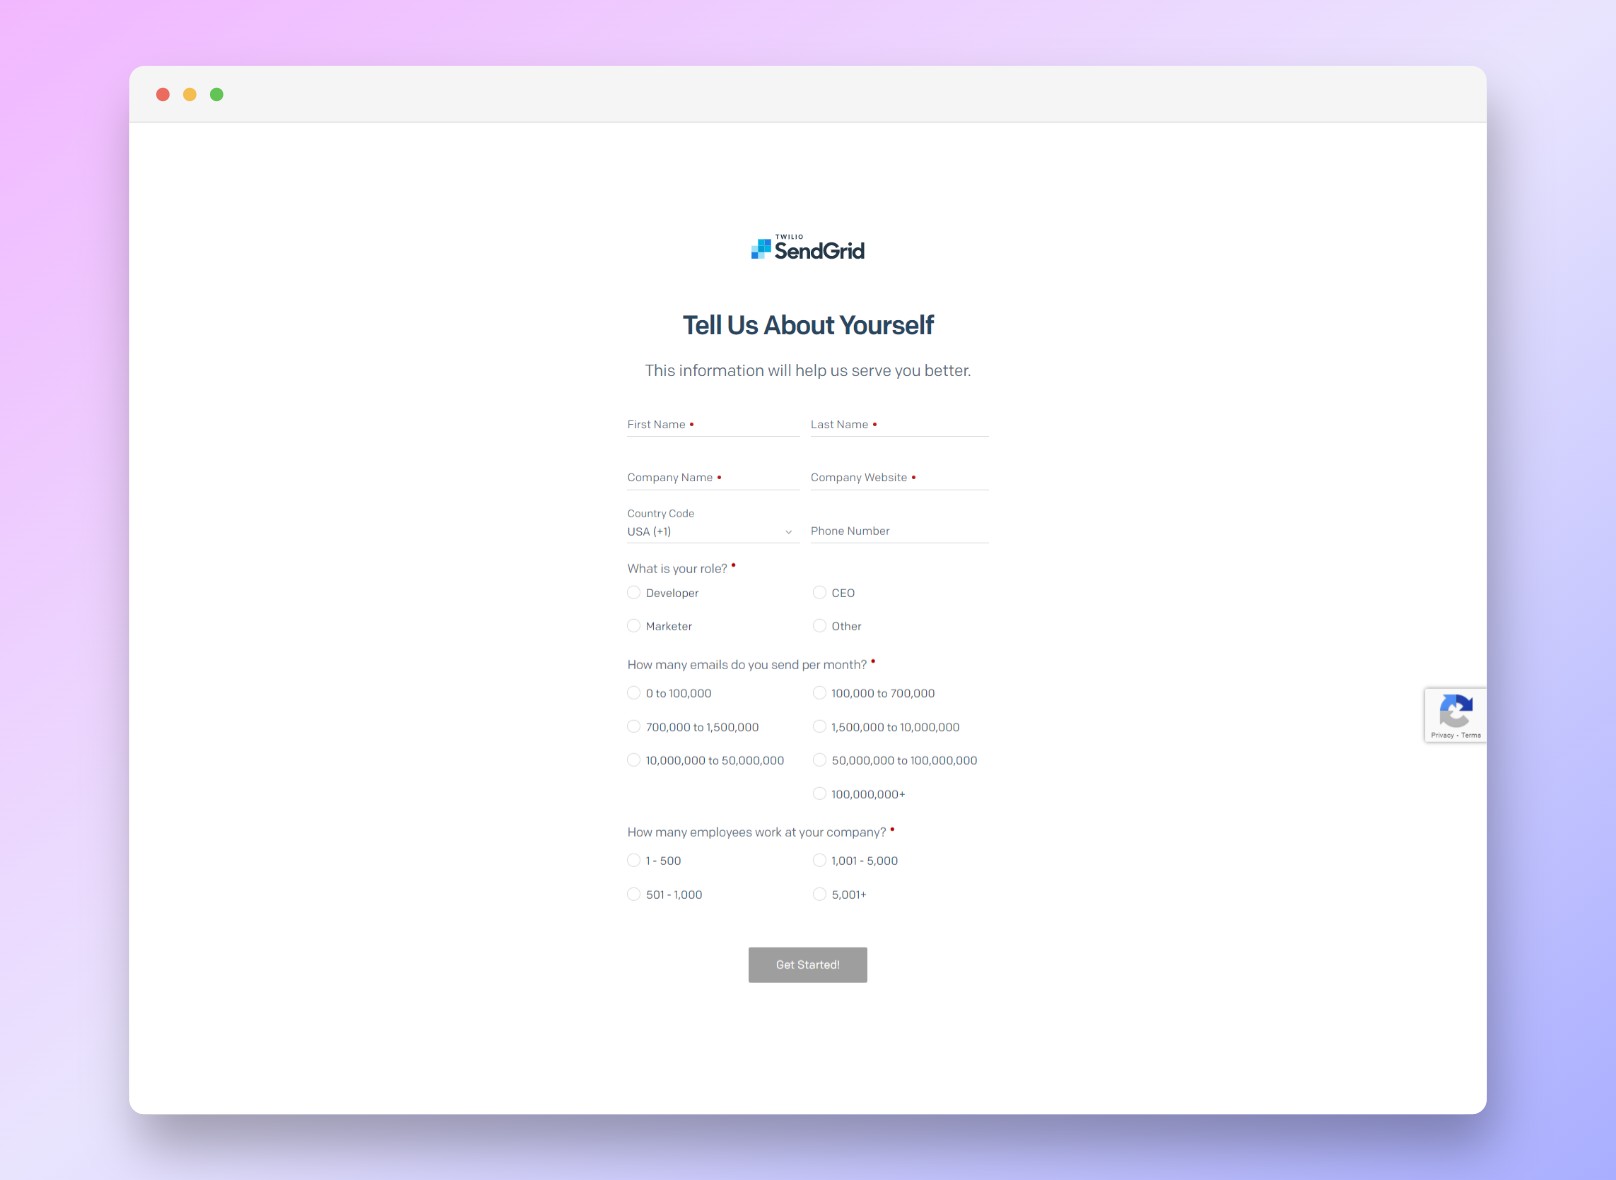 TWILIO
SendGrid
Tell Us About Yourself
This information will help us serve you better.
First Name • Last Name •
Company Name • Company Website •
Country Code
USA (+1) Phone Number
What is your role? •
Developer CEO
Marketer Other
How many emails do you send per month? •
0 to 100,000 100,000 to 700,000
700,000 to 1,500,000 1,500,000 to 10,000,000
10,000,000 to 50,000,000 50,000,000 to 100,000,000
100,000,000+
Privacy - Terms
How many employees work at your company? •
1 - 500 1,001 - 5,000
501 - 1,000 5,001+
Get Started!